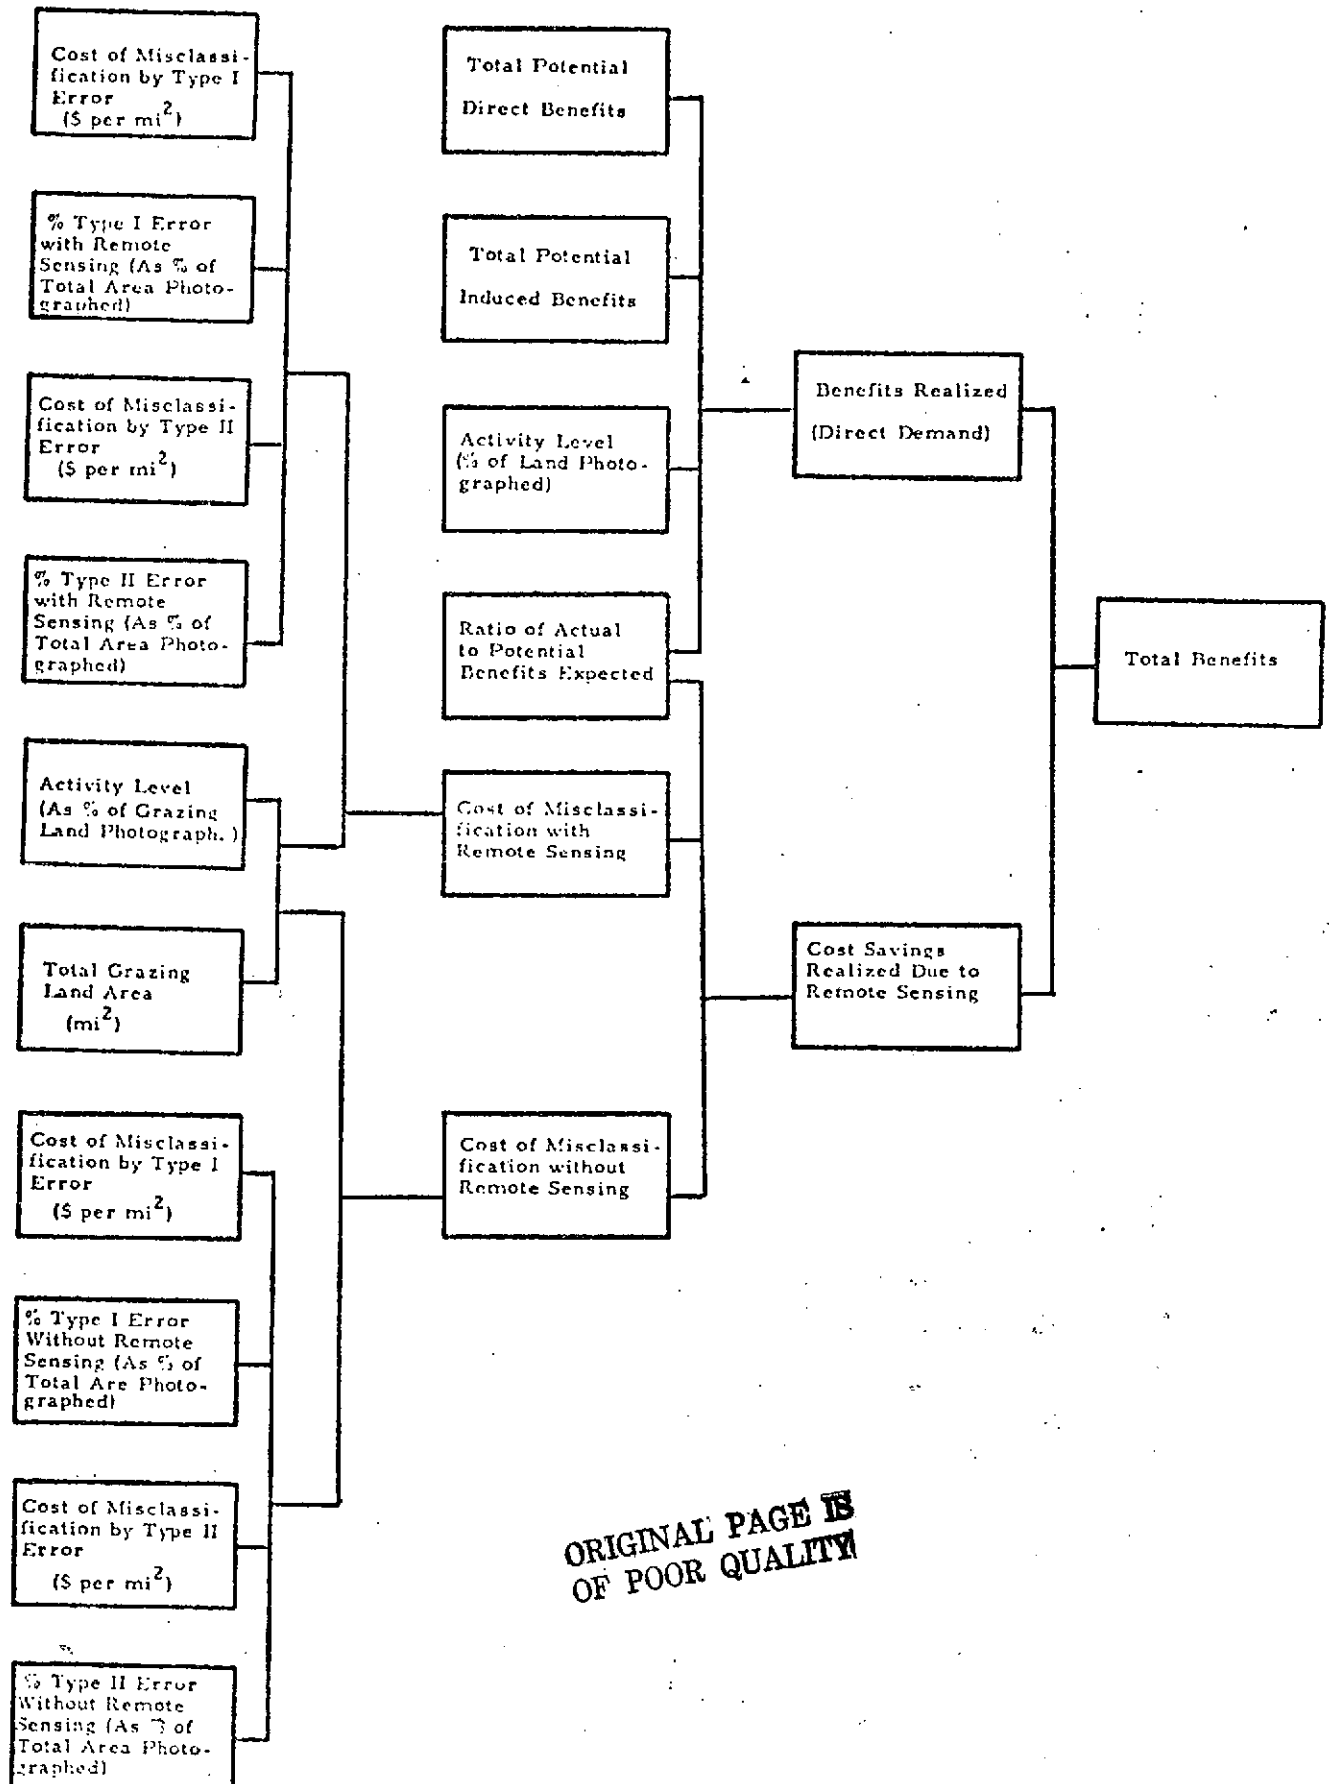 Cost of Misclassi-
fication by Type I
Error
($ per mi²)
% Type I Error
with Remote
Sensing (As % of
Total Area Photo-
graphed)
Cost of Misclassi-
fication by Type II
Error
($ per mi²)
% Type II Error
with Remote
Sensing (As % of
Total Area Photo-
graphed)
Activity Level
(As % of Grazing
Land Photograph.)
Total Grazing
Land Area
(mi²)
Cost of Misclassi-
fication by Type I
Error
($ per mi²)
% Type I Error
Without Remote
Sensing (As % of
Total Are Photo-
graphed)
Cost of Misclassi-
fication by Type II
Error
($ per mi²)
% Type II Error
Without Remote
Sensing (As % of
Total Area Photo-
graphed)
Total Potential
Direct Benefits
Total Potential
Induced Benefits
Activity Level
(% of Land Photo-
graphed)
Ratio of Actual
to Potential
Benefits Expected
Cost of Misclassi-
fication with
Remote Sensing
Cost of Misclassi-
fication without
Remote Sensing
Benefits Realized
(Direct Demand)
Cost Savings
Realized Due to
Remote Sensing
Total Benefits
ORIGINAL PAGE IS
OF POOR QUALITY